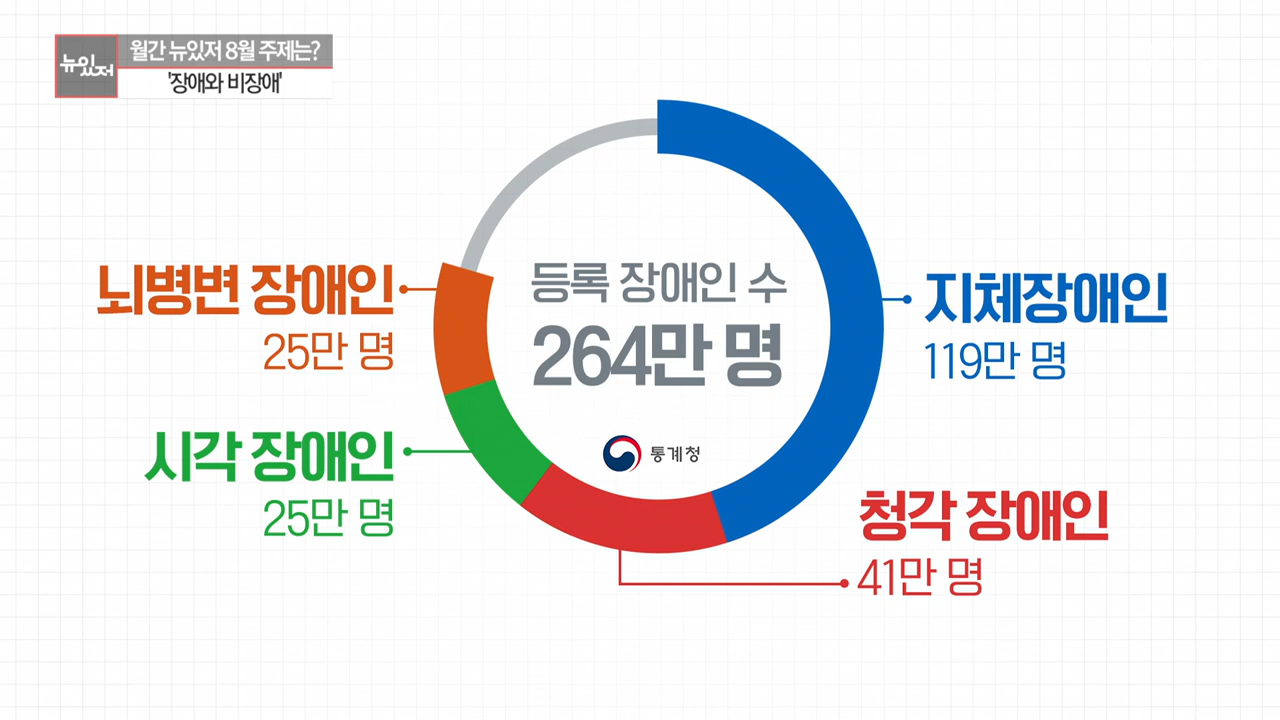 뉴있저
월간 뉴있저 8월 주제는?
'장애와 비장애'
등록 장애인 수
264만 명
통계청
지체장애인
119만 명
청각 장애인
41만 명
시각 장애인
25만 명
뇌병변 장애인
25만 명